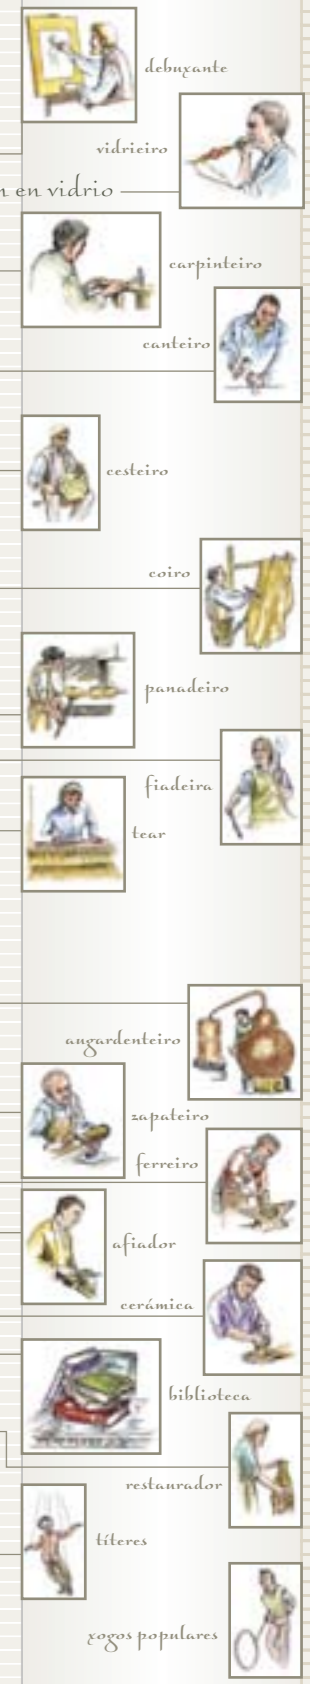 debuxante
vidrieiro
en vidrio
carpinteiro
canteiro
cesteiro
coiro
panadeiro
fiadeira
tear
augardenteiro
zapateiro
ferreiro
afiador
cerámica
biblioteca
restaurador
títeres
xogos populares